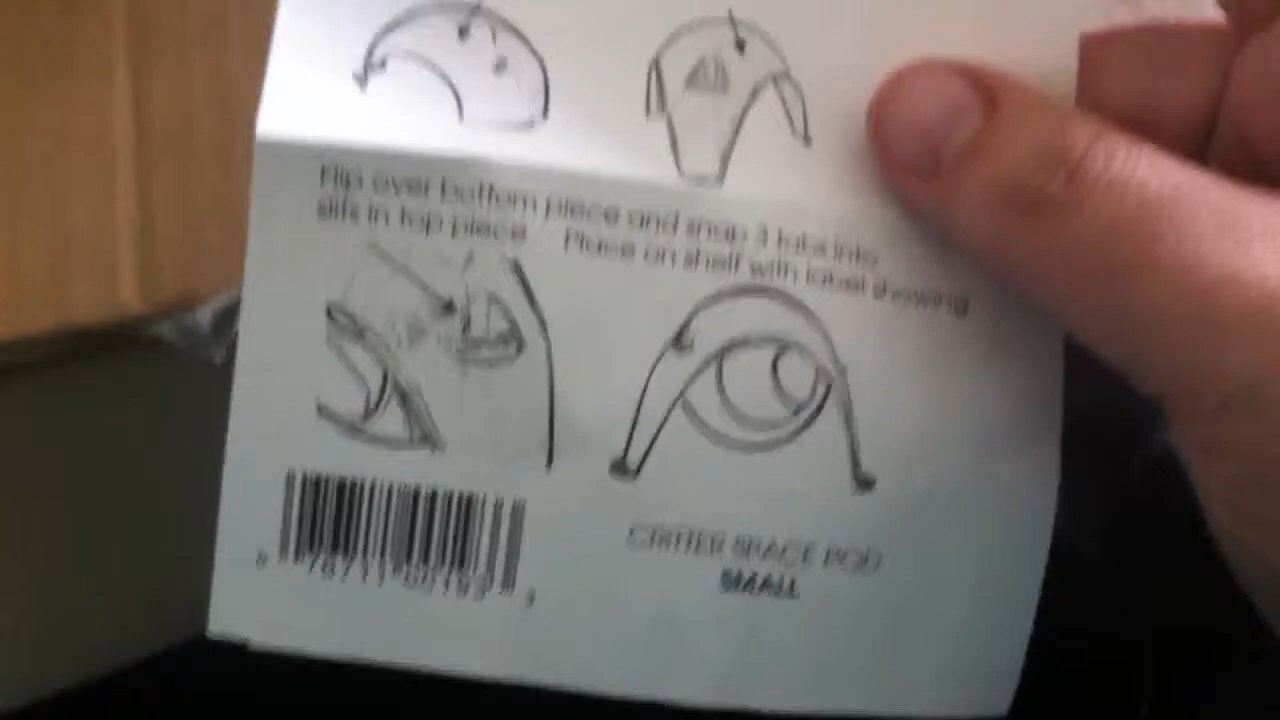 Flip over bottom piece and snap 3 tabs into
slits in top piece
Place on shelf with label showing
CRITTER SPACE POD
SMALL